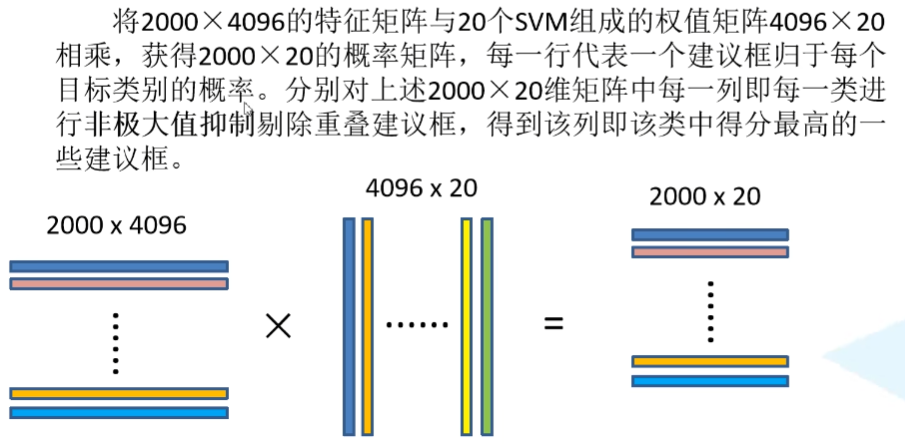 将2000×4096的特征矩阵与20个SVM组成的权值矩阵4096×20
相乘，获得2000×20的概率矩阵，每一行代表一个建议框归于每个
目标类别的概率。分别对上述2000×20维矩阵中每一列即每一类进
行非极大值抑制剔除重叠建议框，得到该列即该类中得分最高的一
些建议框。
4096 x 20
2000 x 20
2000 x 4096
× ...... =